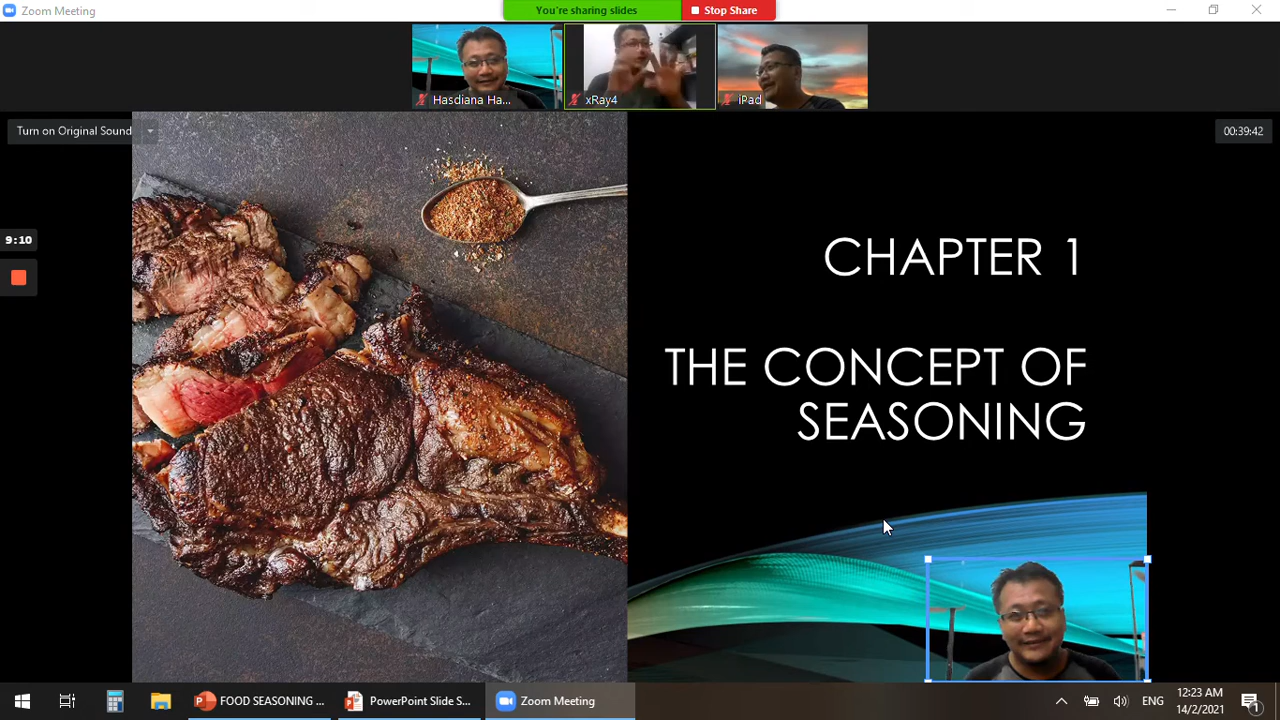 Zoom Meeting
You're sharing slides
Stop Share
Hasdiana Ha...
xRay4
iPad
Turn on Original Sound
00:39:42
9:10
CHAPTER 1
THE CONCEPT OF
SEASONING
FOOD SEASONING ...
PowerPoint Slide S...
Zoom Meeting
ENG
12:23 AM
14/2/2021
1